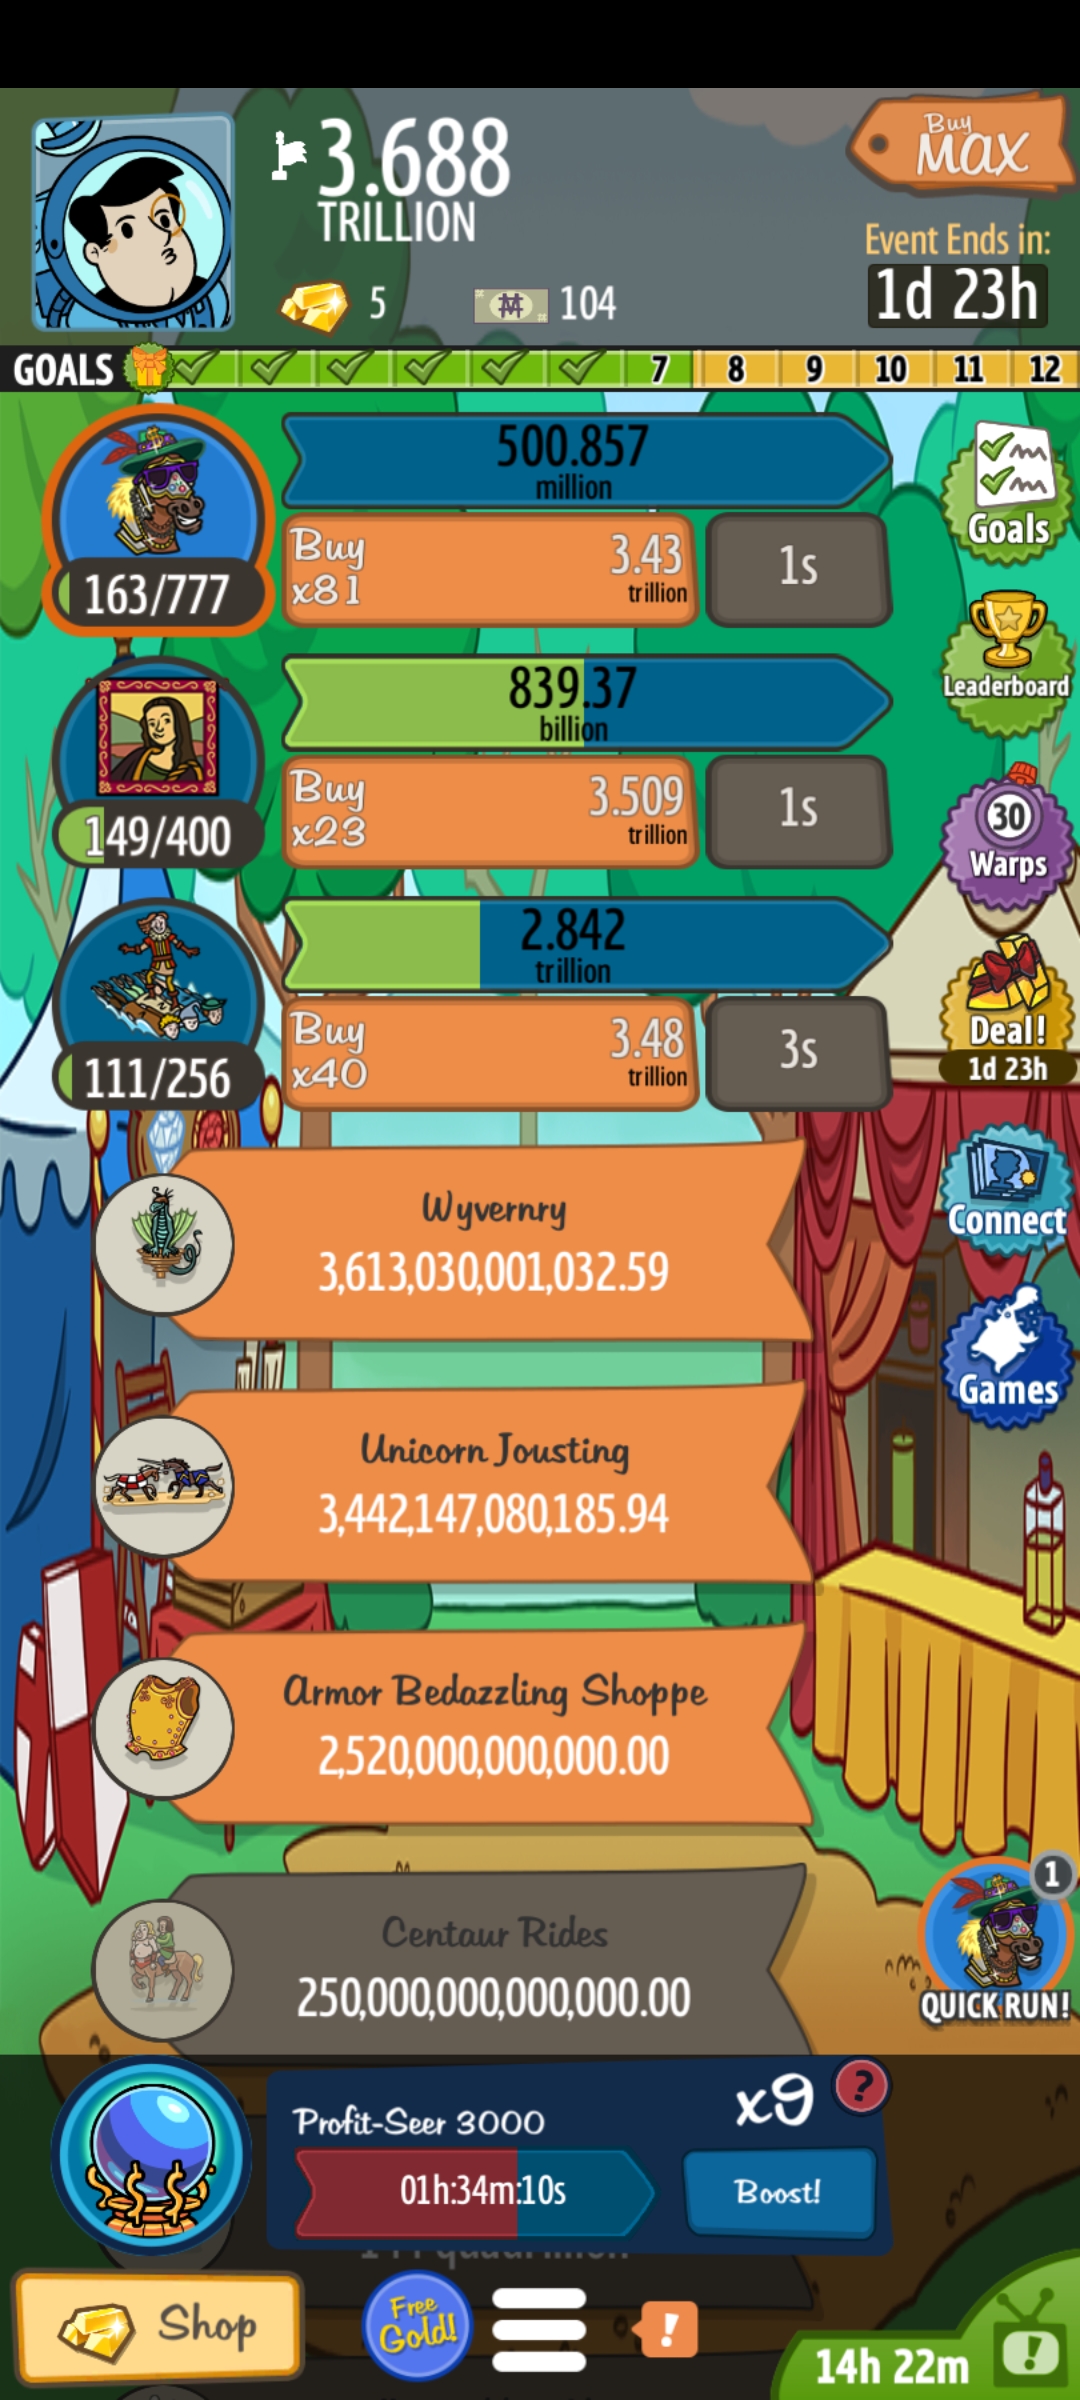 3.688
TRILLION
Buy
MAX
5
104
Event Ends in:
1d 23h
GOALS
7
8
9
10
11
12
500.857
million
163/777
Buy
x81
3.43
trillion
1s
Goals
839.37
billion
149/400
Buy
x23
3.509
trillion
1s
Leaderboard
30
Warps
2.842
trillion
111/256
Buy
x40
3.48
trillion
3s
Deal!
1d 23h
Wyvernry
3,613,030,001,032.59
Connect
Unicorn Jousting
3,442,147,080,185.94
Games
Armor Bedazzling Shoppe
2,520,000,000,000.00
Centaur Rides
250,000,000,000,000.00
1
QUICK RUN!
Profit-Seer 3000
x9
?
01h:34m:10s
Boost!
Shop
Free
Gold!
!
14h 22m
!